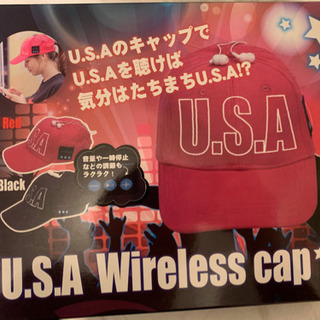 U.S.Aのキャップで
U.S.Aを聴けば
気分はたちまちU.S.A!?
U.S.A
Red
U.S.A
音量や一時停止
などの調節も
ラクラク！
Black
U.S.A
U.S.A Wireless cap